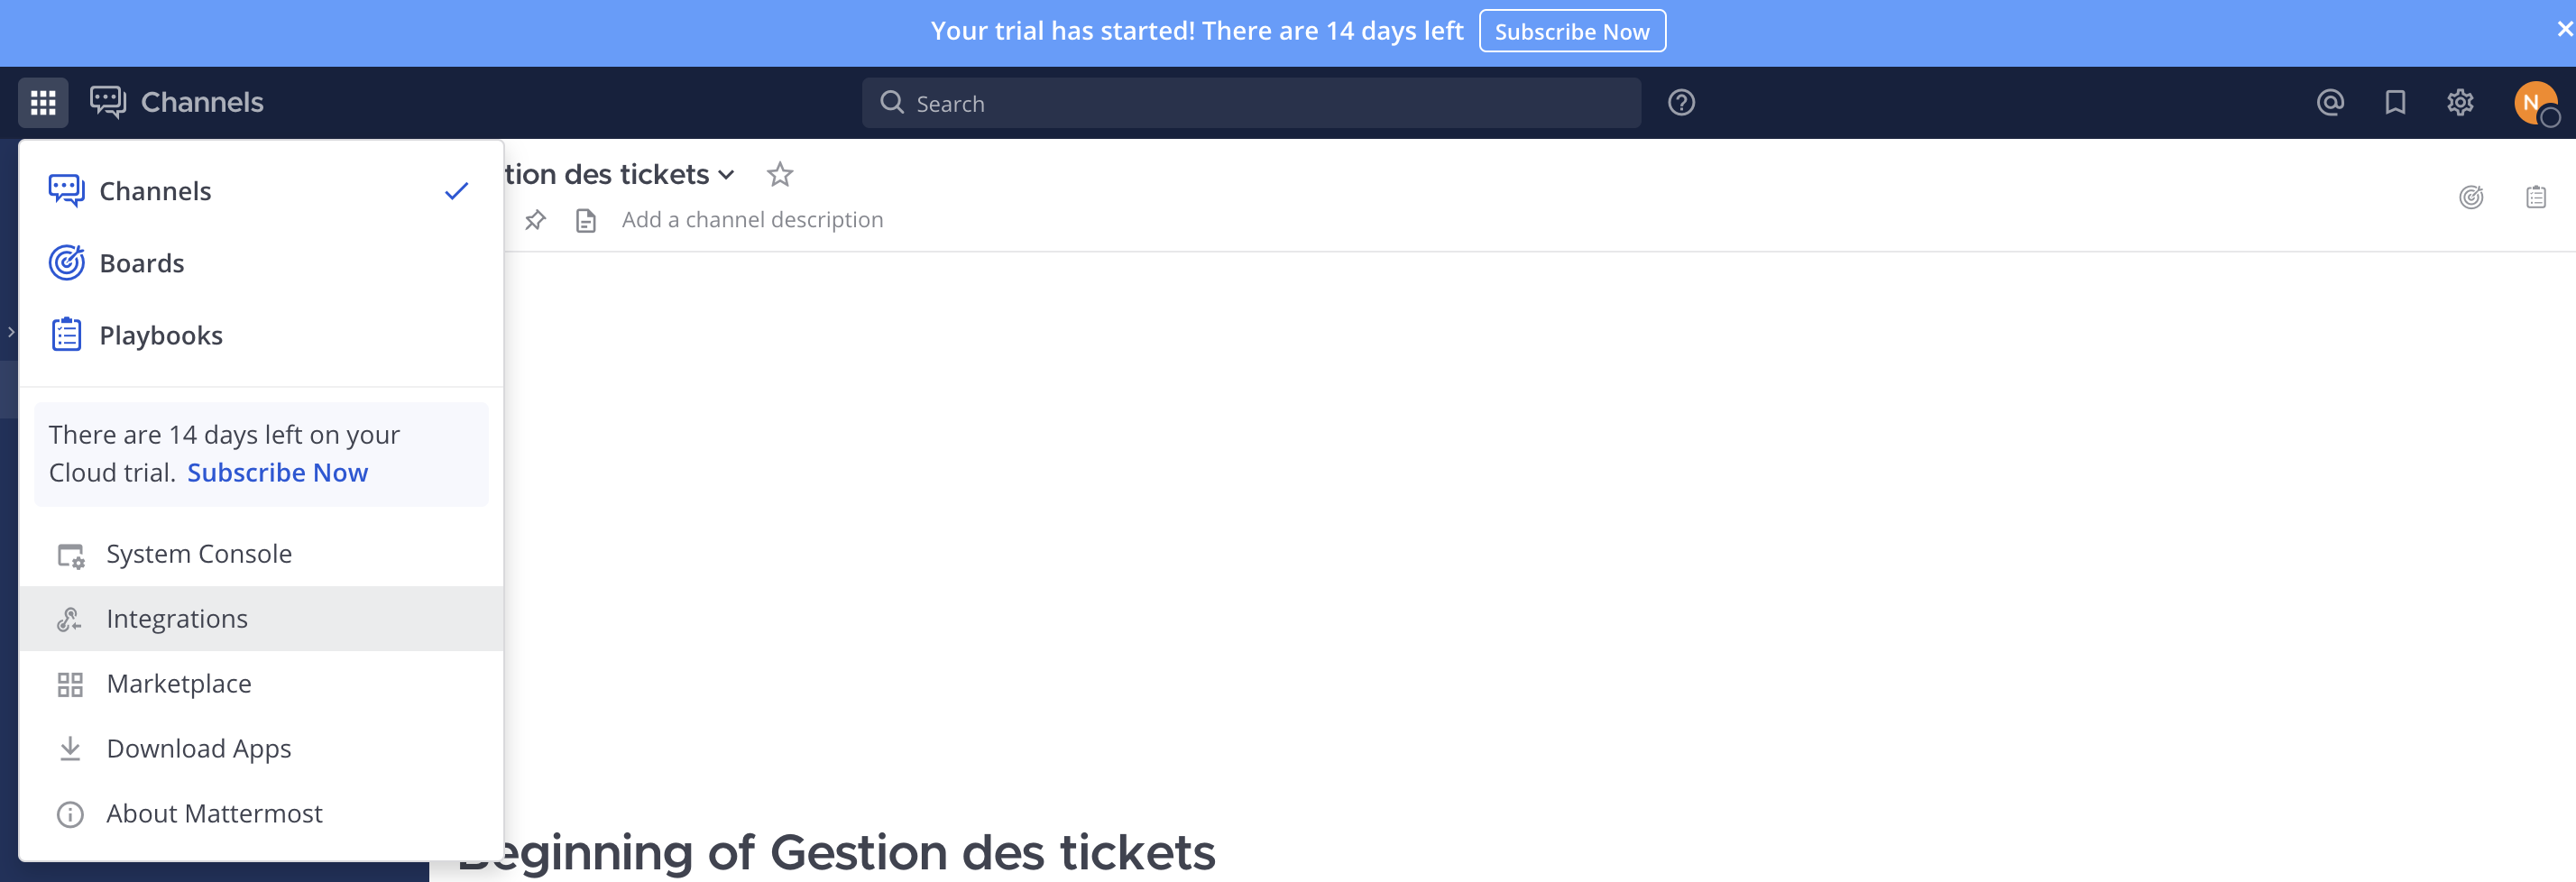 Your trial has started! There are 14 days left Subscribe Now
Channels
Search
N
Channels
tion des tickets
Add a channel description
Boards
Playbooks
There are 14 days left on your
Cloud trial. Subscribe Now
System Console
Integrations
Marketplace
Download Apps
About Mattermost
Beginning of Gestion des tickets